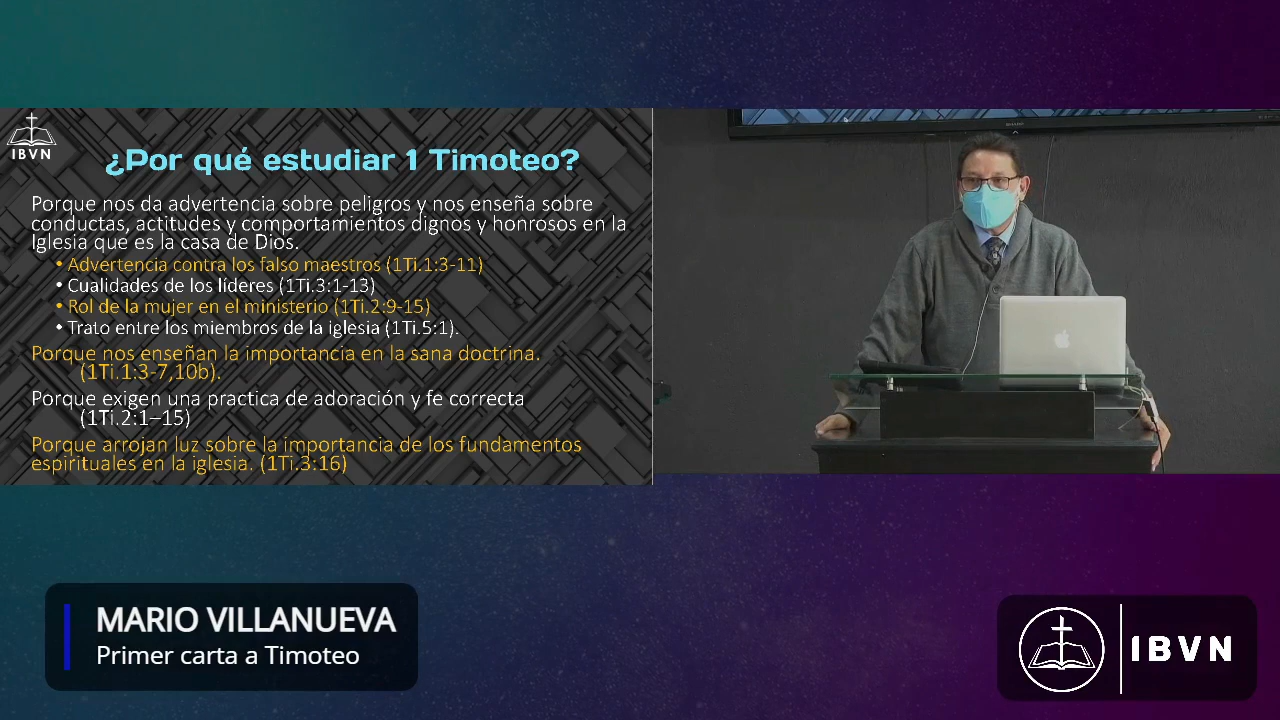 IBVN
¿Por qué estudiar 1 Timoteo?
Porque nos da advertencia sobre peligros y nos enseña sobre
conductas, actitudes y comportamientos dignos y honrosos en la
Iglesia que es la casa de Dios.
• Advertencia contra los falso maestros (1Ti.1:3-11)
• Cualidades de los líderes (1Ti.3:1-13)
• Rol de la mujer en el ministerio (1Ti.2:9-15)
• Trato entre los miembros de la iglesia (1Ti.5:1).
Porque nos enseñan la importancia en la sana doctrina.
(1Ti.1:3-7,10b).
Porque exigen una practica de adoración y fe correcta
(1Ti.2:1–15)
Porque arrojan luz sobre la importancia de los fundamentos
espirituales en la iglesia. (1Ti.3:16)
MARIO VILLANUEVA
Primer carta a Timoteo
IBVN